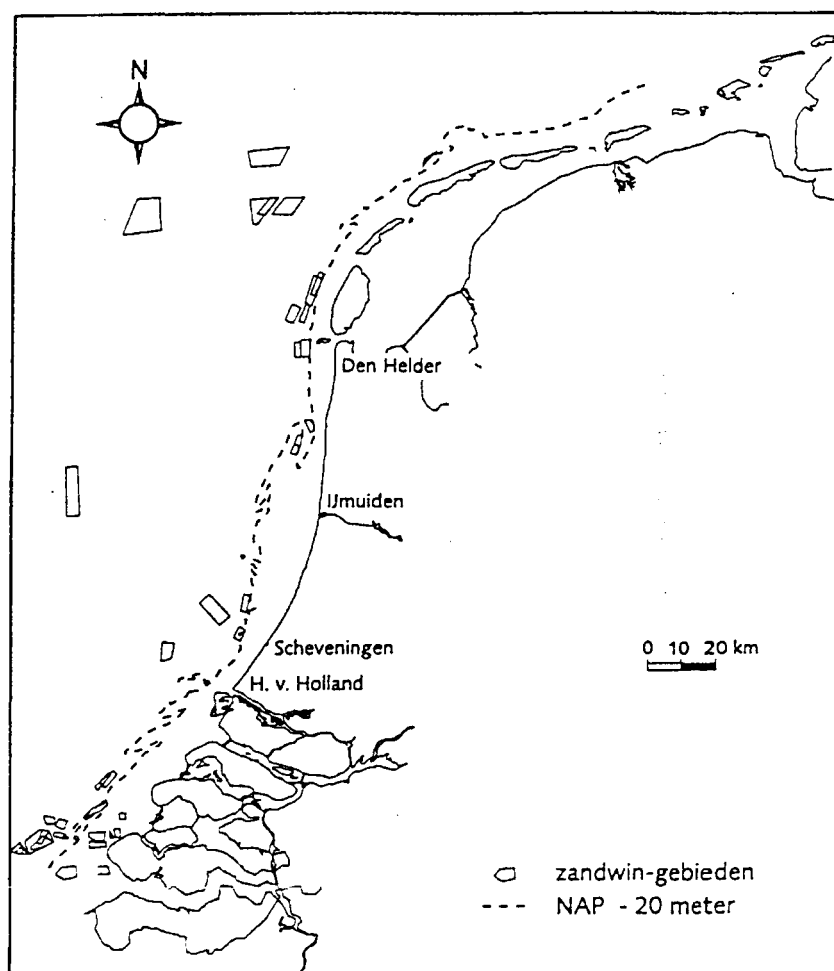 N
Den Helder
IJmuiden
Scheveningen
0 10 20 km
H. v. Holland
zandwin-gebieden
NAP - 20 meter